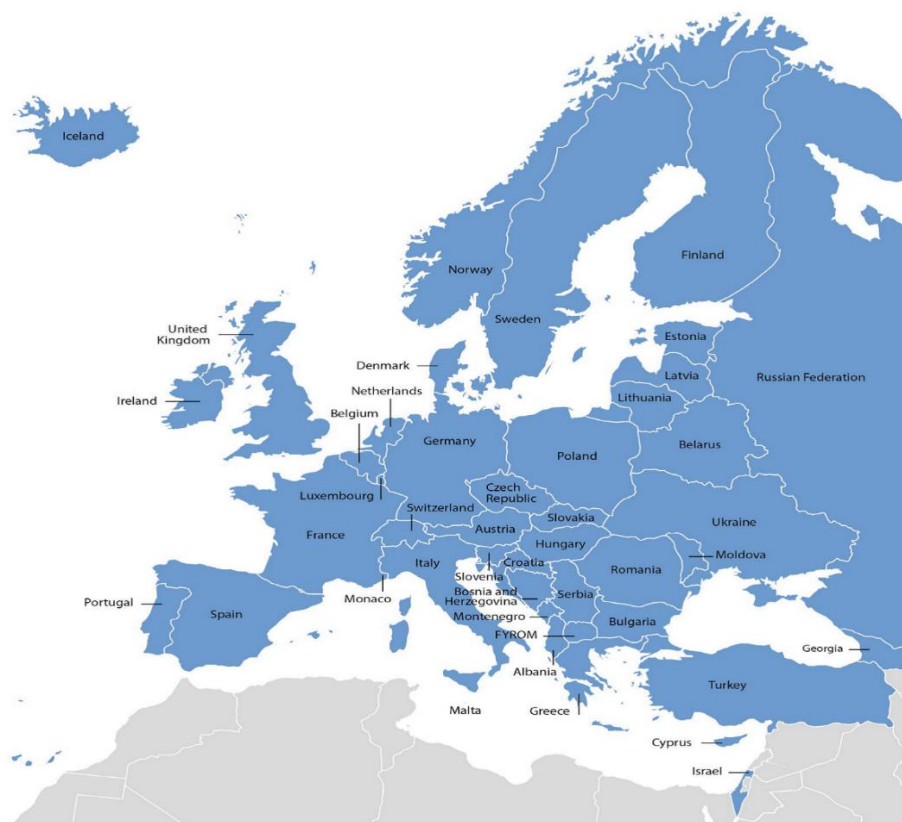 Iceland
Norway
Finland
Sweden
United
Kingdom
Estonia
Denmark
Latvia
Russian Federation
Netherlands
Lithuania
Ireland
Belgium
Germany
Belarus
Poland
Luxembourg
Czech
Republic
Switzerland
Slovakia
Ukraine
Austria
France
Hungary
Moldova
Italy
Croatia
Romania
Slovenia
Bosnia and
Herzegovina
Serbia
Monaco
Portugal
Spain
Montenegro
Bulgaria
FYROM
Georgia
Albania
Turkey
Malta
Greece
Cyprus
Israel